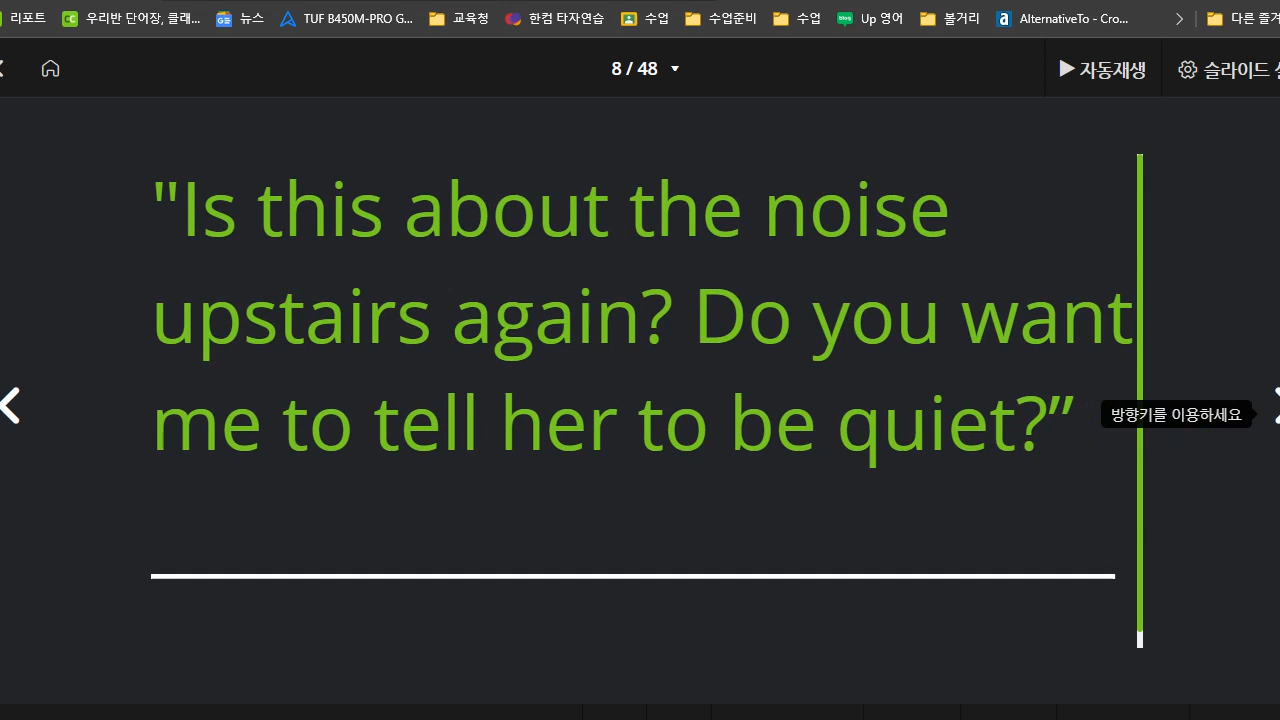 리포트 우리반 단어장, 클래... 뉴스 TUF B450M-PRO G... 교육청 한컴 타자연습 수업 수업준비 수업 Up 영어 볼거리 AlternativeTo - Cro... 다른 즐겨
8 / 48 자동재생 슬라이드
"Is this about the noise
upstairs again? Do you want
me to tell her to be quiet?”
방향키를 이용하세요